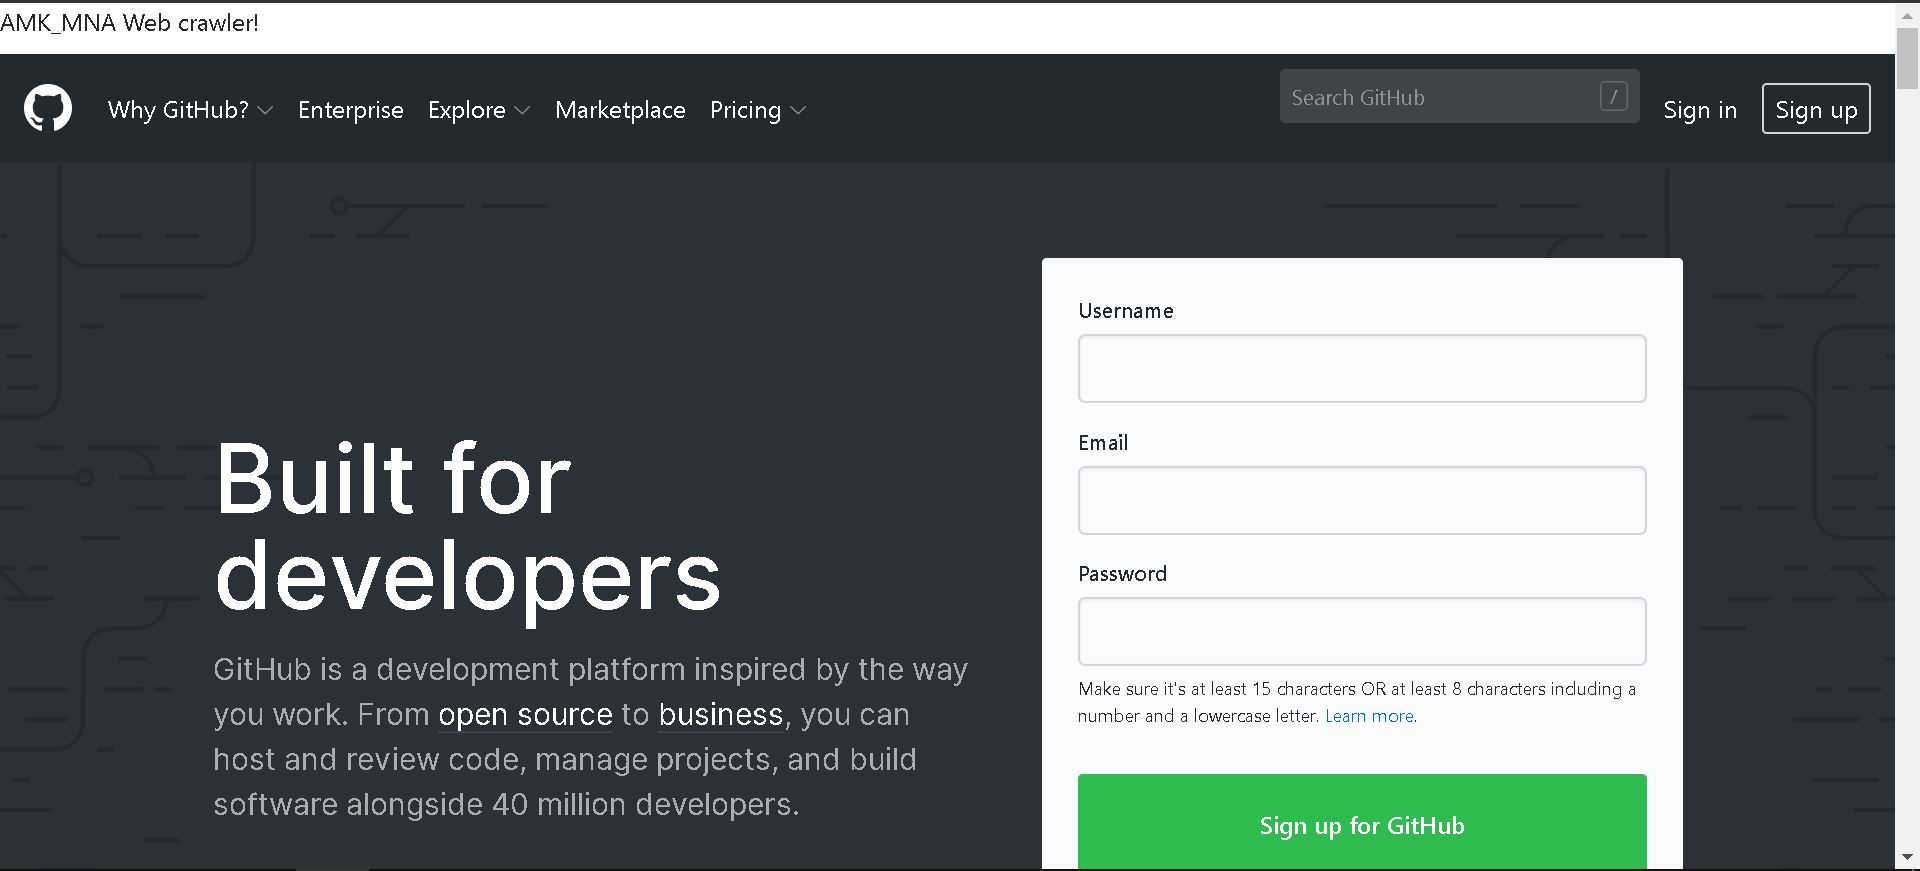 AMK_MNA Web crawler!
Why GitHub? Enterprise Explore Marketplace Pricing Search GitHub / Sign in Sign up
Username
Email
Built for
developers
Password
GitHub is a development platform inspired by the way
you work. From open source to business, you can
host and review code, manage projects, and build
software alongside 40 million developers.
Make sure it's at least 15 characters OR at least 8 characters including a
number and a lowercase letter. Learn more.
Sign up for GitHub